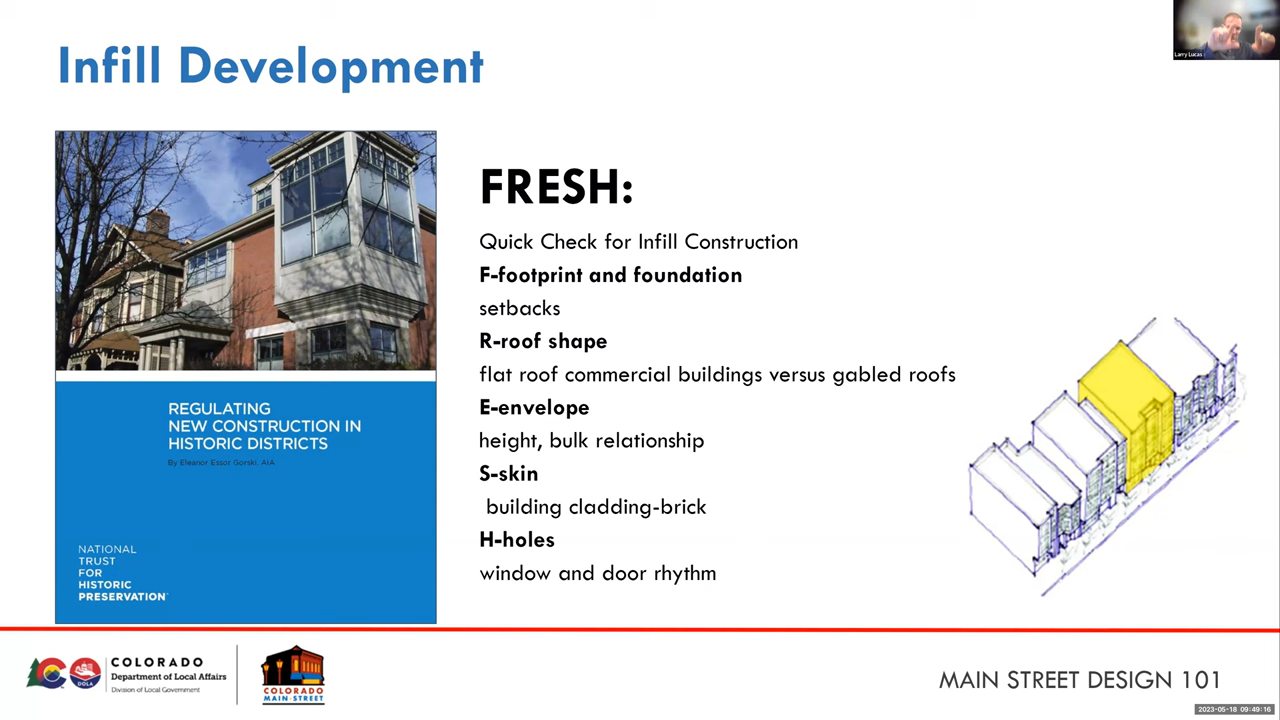 Infill Development
Larry Lucas
REGULATING
NEW CONSTRUCTION IN
HISTORIC DISTRICTS
By Eleanor Esser Gorski, AIA
NATIONAL
TRUST
FOR
HISTORIC
PRESERVATION
FRESH:
Quick Check for Infill Construction
F-footprint and foundation
setbacks
R-roof shape
flat roof commercial buildings versus gabled roofs
E-envelope
height, bulk relationship
S-skin
building cladding-brick
H-holes
window and door rhythm
CO
DOLA
COLORADO
Department of Local Affairs
Division of Local Government
COLORADO
MAIN STREET
MAIN STREET DESIGN 101
2023-05-18 09:49:16